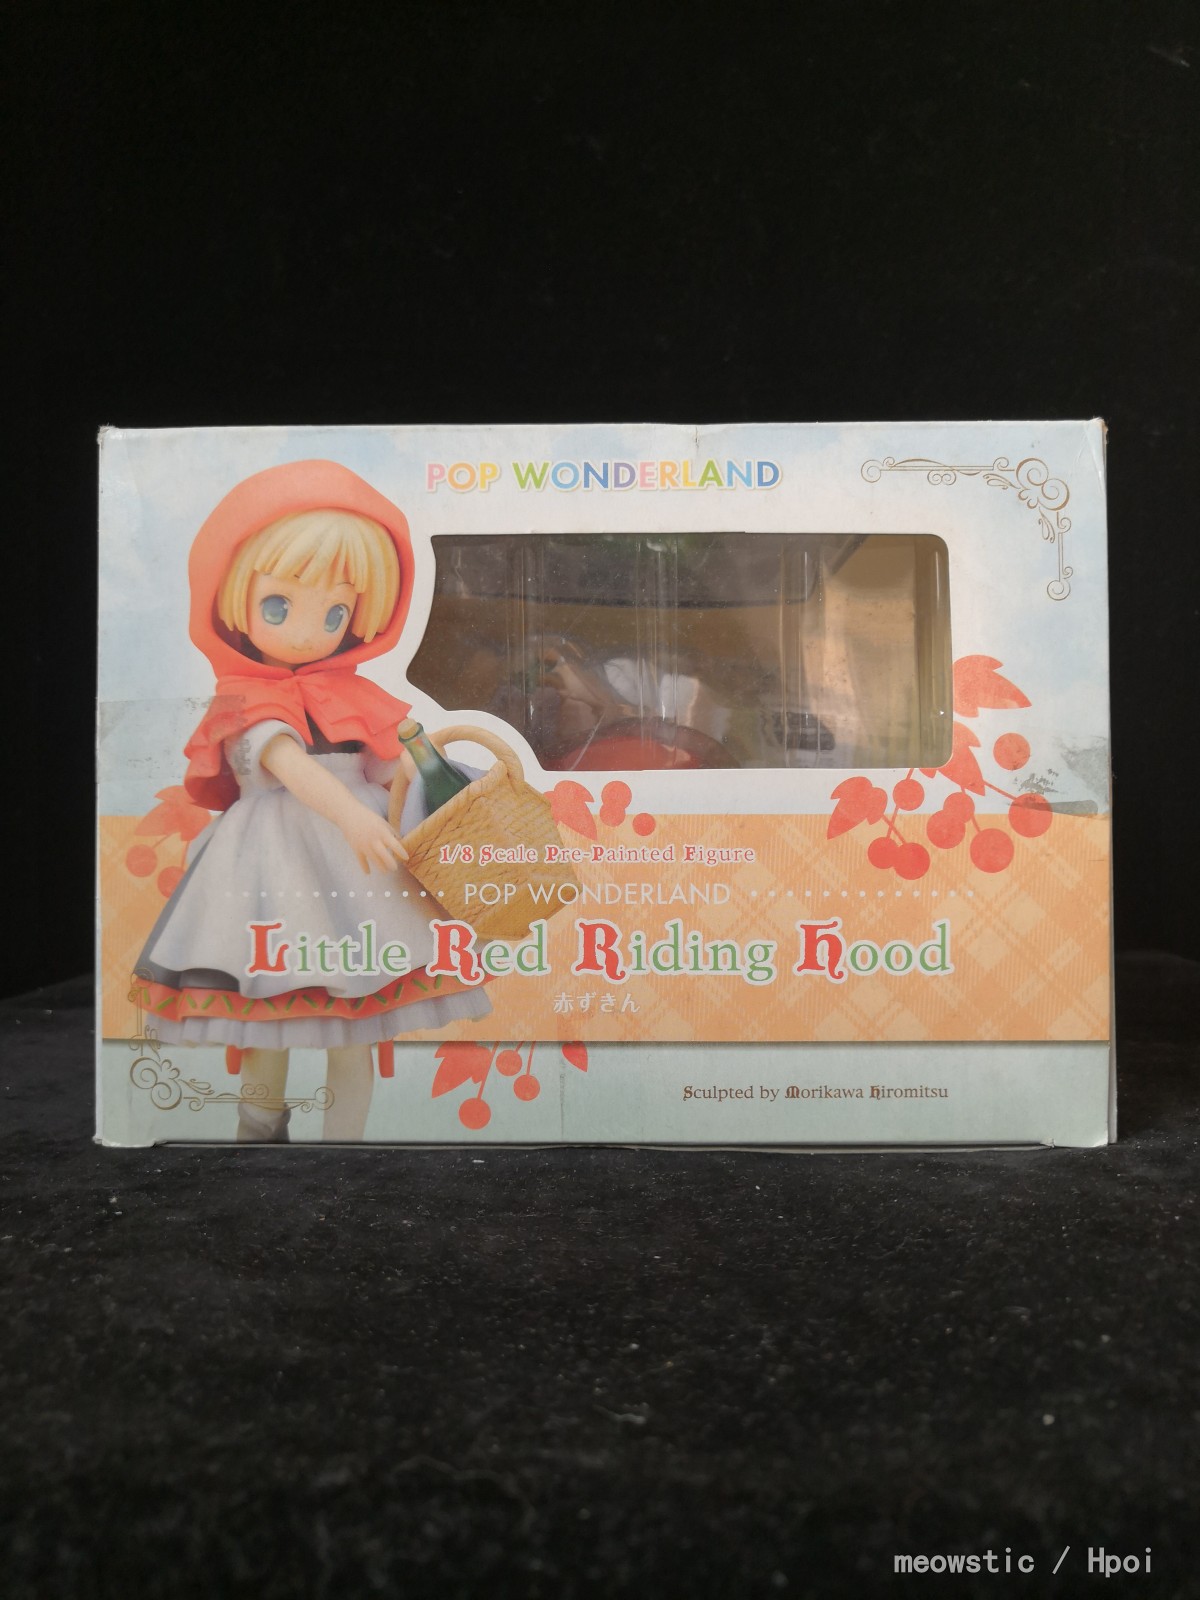 POP WONDERLAND
1/8 Scale Pre-Painted Figure
POP WONDERLAND
Little Red Riding Hood
赤ずきん
Sculpted by Morikawa Hiromitsu
meowstic / Hpoi